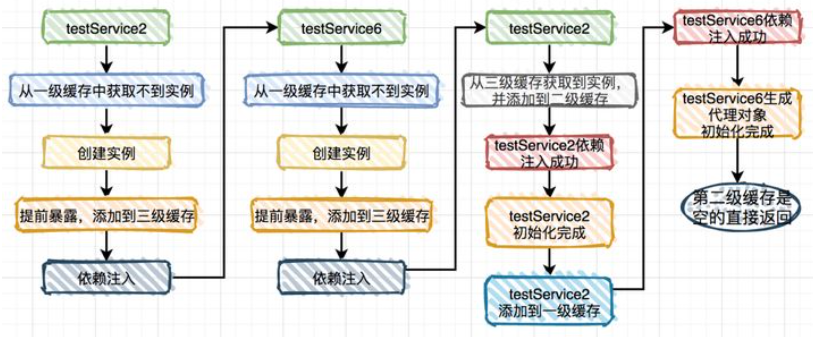 testService2
从一级缓存中获取不到实例
创建实例
提前暴露，添加到三级缓存
依赖注入
testService6
从一级缓存中获取不到实例
创建实例
提前暴露，添加到三级缓存
依赖注入
testService2
从三级缓存获取到实例，
并添加到二级缓存
testService2依赖
注入成功
testService2
初始化完成
testService2
添加到一级缓存
testService6依赖
注入成功
testService6生成
代理对象
初始化完成
第二级缓存是
空的直接返回